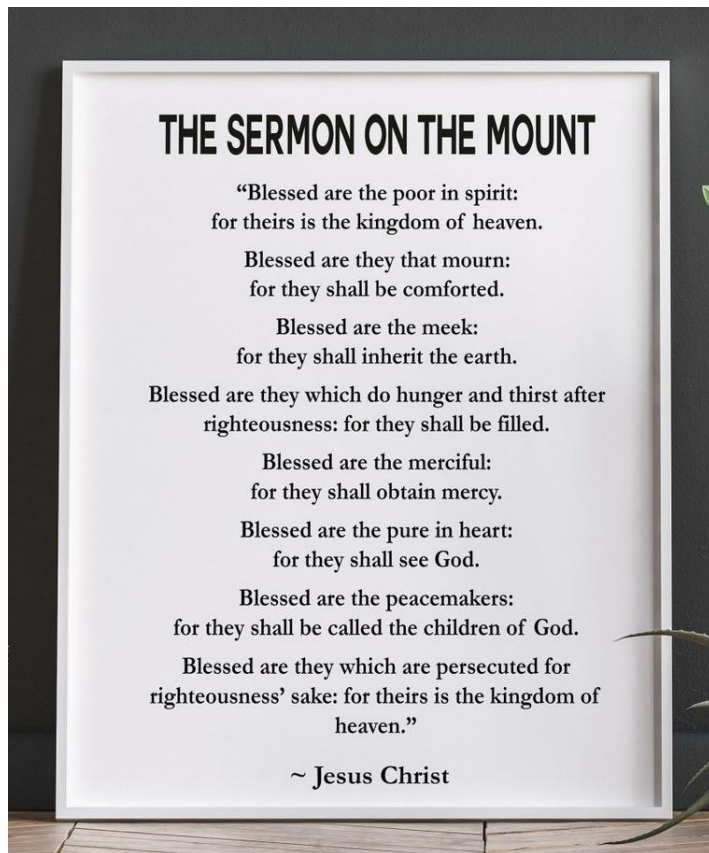 THE SERMON ON THE MOUNT
“Blessed are the poor in spirit:
for theirs is the kingdom of heaven.
Blessed are they that mourn:
for they shall be comforted.
Blessed are the meek:
for they shall inherit the earth.
Blessed are they which do hunger and thirst after
righteousness: for they shall be filled.
Blessed are the merciful:
for they shall obtain mercy.
Blessed are the pure in heart:
for they shall see God.
Blessed are the peacemakers:
for they shall be called the children of God.
Blessed are they which are persecuted for
righteousness’ sake: for theirs is the kingdom of
heaven.”
~ Jesus Christ